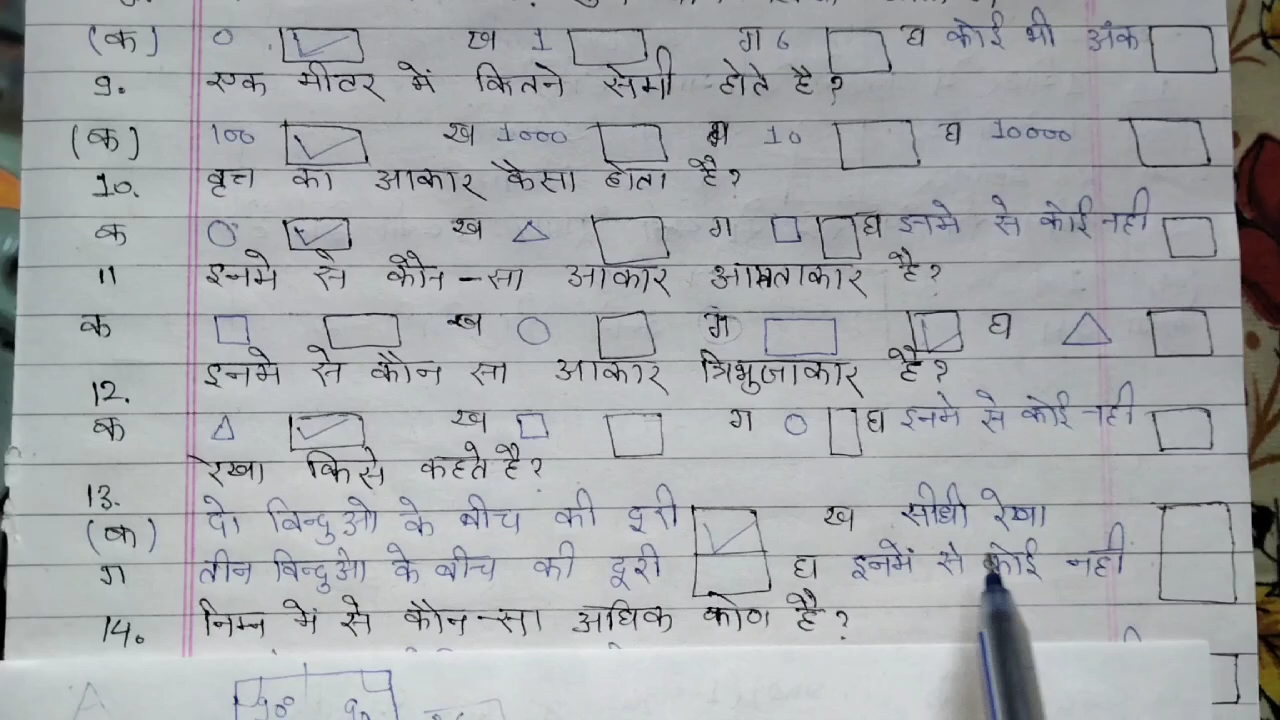 (क) 0 ख 1 ग 6 घ कोई भी अंक
9. एक मीटर में कितने सेमी होते है?
(क) 100 ख 1000 ग 10 घ 10000
10. वृत्त का आकार कैसा होता है?
क ख ग घ इनमे से कोई नही
11 इनमे से कौन-सा आकार आयताकार है?
क ख ग घ
12. इनमे से कौन सा आकार त्रिभुजाकार है?
क ख ग घ इनमे से कोई नही
13. रेखा किसे कहते है?
(क) दो बिन्दुओ के बीच की दूरी ख सीधी रेखा
ग तीन बिन्दुओ के बीच की दूरी घ इनमें से कोई नही
14. निम्न में से कौन-सा अधिक कोण है?